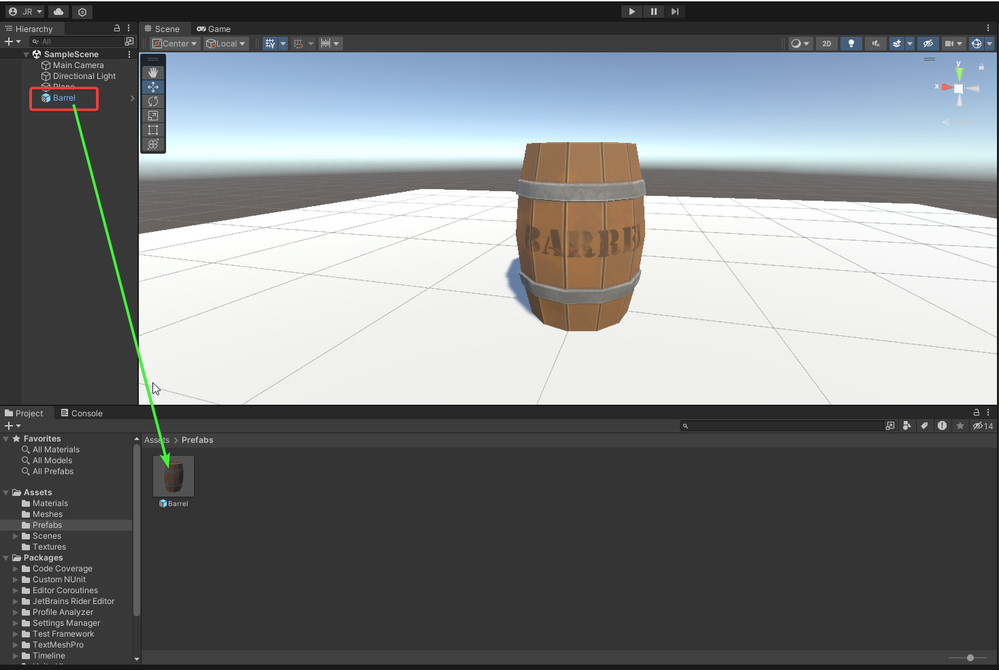 JR
Hierarchy
All
SampleScene
Main Camera
Directional Light
Plane
Barrel
Scene
Game
Center
Local
2D
y
x
BARRE
Project
Console
14
Favorites
All Materials
All Models
All Prefabs
Assets
Materials
Meshes
Prefabs
Scenes
Textures
Packages
Code Coverage
Custom NUnit
Editor Coroutines
JetBrains Rider Editor
Profile Analyzer
Settings Manager
Test Framework
TextMeshPro
Timeline
Assets > Prefabs
Barrel